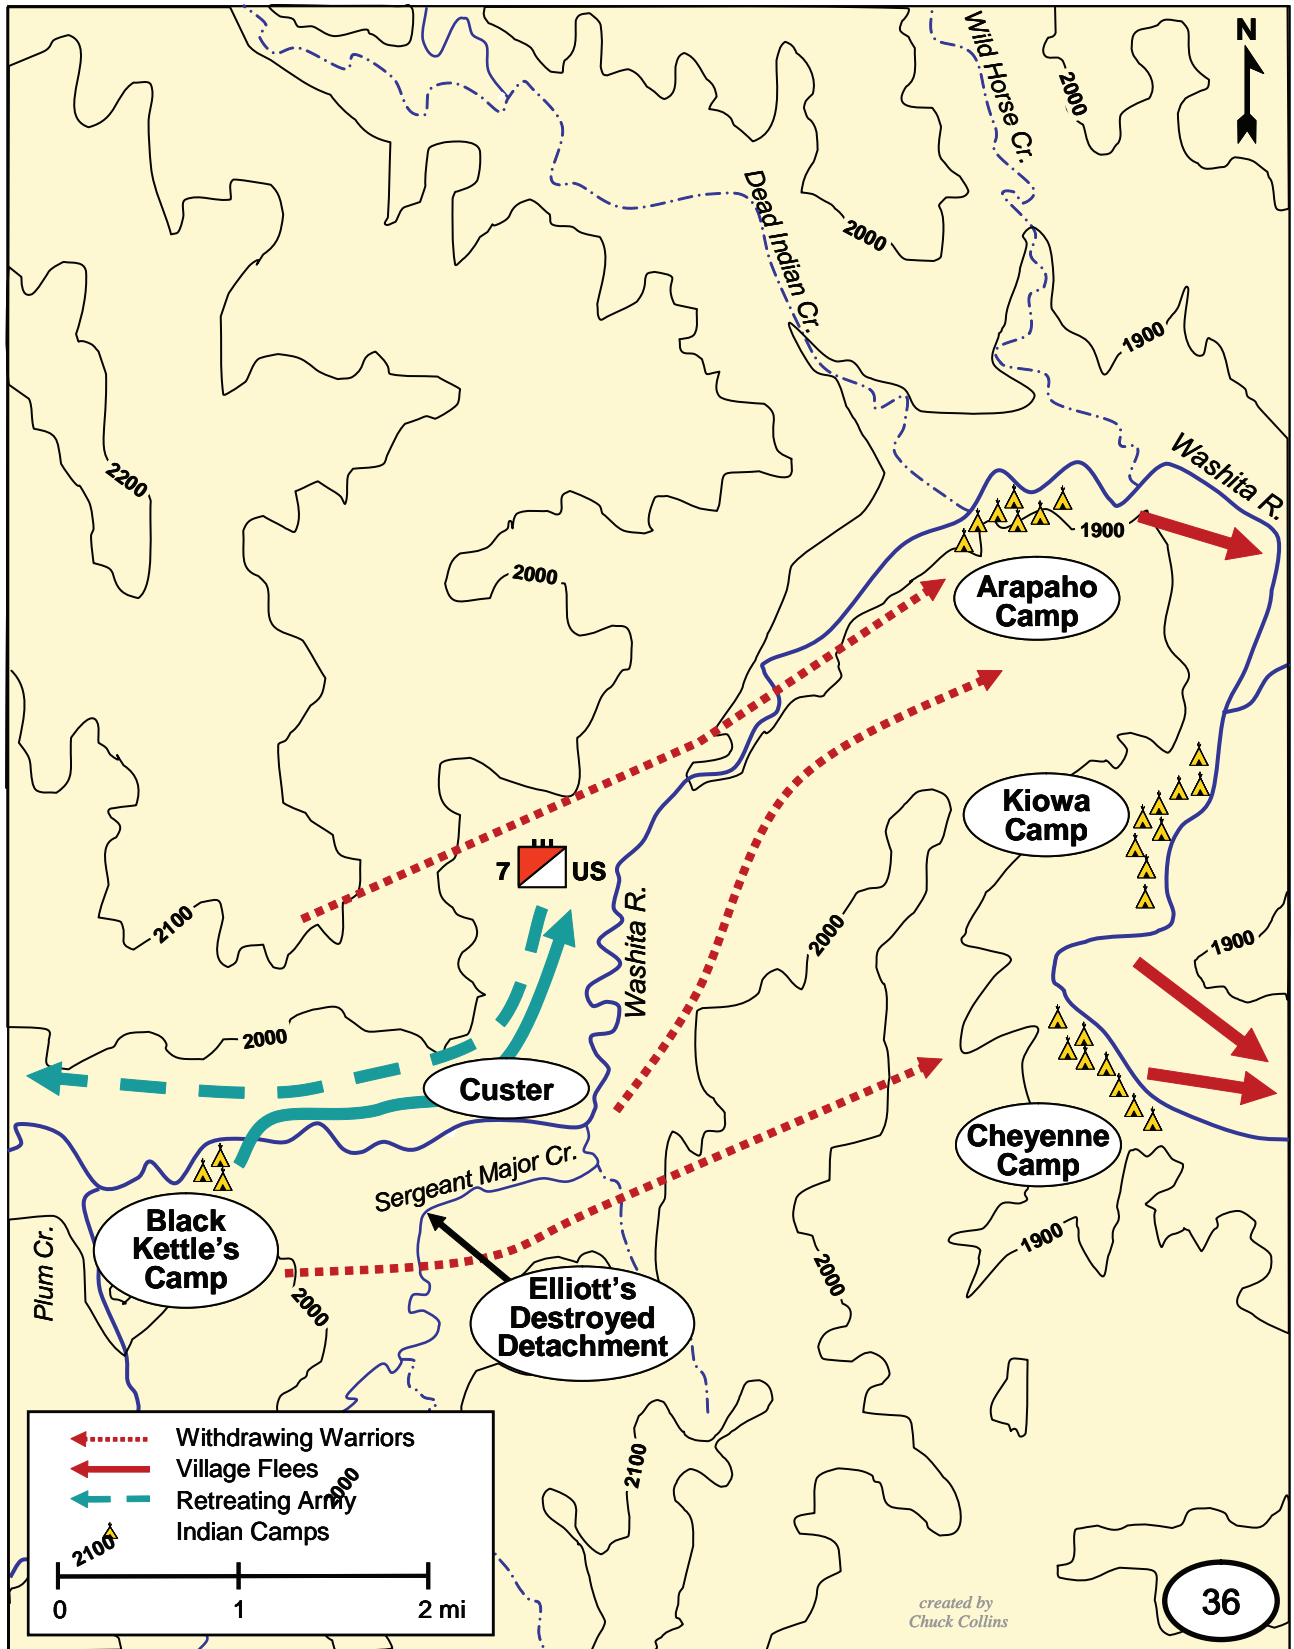 N
Wild Horse Cr.
2000
Dead Indian Cr.
2000
1900
Washita R.
2200
1900
2000
Arapaho
Camp
Kiowa
Camp
7
US
2100
Washita R.
2000
1900
2000
Custer
Cheyenne
Camp
Sergeant Major Cr.
Black
Kettle's
Camp
Plum Cr.
1900
2000
2000
Elliott's
Destroyed
Detachment
2100
Withdrawing Warriors
Village Flees
Retreating Army
2000
Indian Camps
2100
0 1 2 mi
created by
Chuck Collins
36